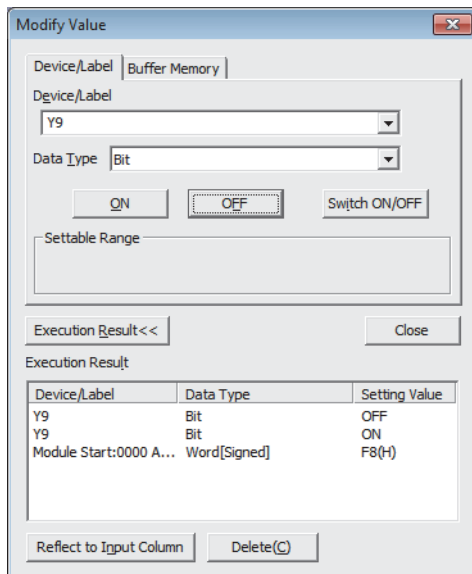 Modify Value
Device/Label Buffer Memory
Device/Label
Y9
Data Type Bit
ON OFF Switch ON/OFF
Settable Range
Execution Result<< Close
Execution Result
Device/Label Data Type Setting Value
Y9 Bit OFF
Y9 Bit ON
Module Start:0000 A... Word[Signed] F8(H)
Reflect to Input Column Delete(C)